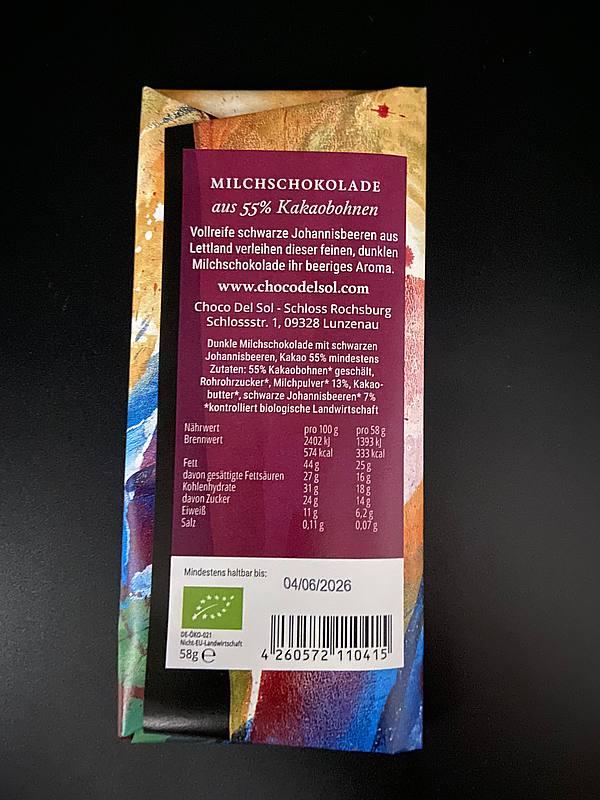 MILCHSCHOKOLADE
aus 55% Kakaobohnen
Vollreife schwarze Johannisbeeren aus
Lettland verleihen dieser feinen, dunklen
Milchschokolade ihr beeriges Aroma.
www.chocodelsol.com
Choco Del Sol - Schloss Rochsburg
Schlossstr. 1, 09328 Lunzenau
Dunkle Milchschokolade mit schwarzen
Johannisbeeren, Kakao 55% mindestens
Zutaten: 55% Kakaobohnen* geschält,
Rohrohrzucker*, Milchpulver* 13%, Kakao-
butter*, schwarze Johannisbeeren* 7%
*kontrolliert biologische Landwirtschaft
Nährwert pro 100 g pro 58 g
Brennwert 2402 kJ 1393 kJ
574 kcal 333 kcal
Fett 44 g 25 g
davon gesättigte Fettsäuren 27 g 16 g
Kohlenhydrate 31 g 18 g
davon Zucker 24 g 14 g
Eiweiß 11 g 6,2 g
Salz 0,11 g 0,07 g
Mindestens haltbar bis:
04/06/2026
DE-ÖKO-021
Nicht-EU-Landwirtschaft
58g ℮
4 260572 110415